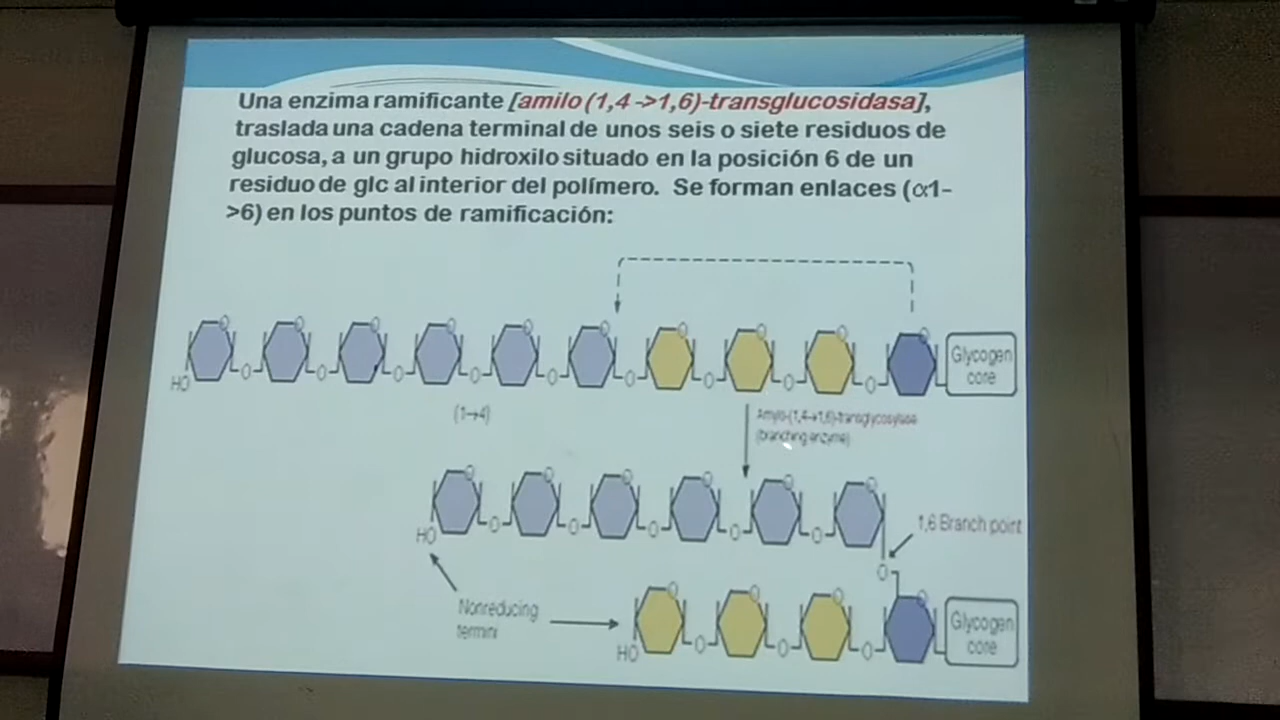 Una enzima ramificante [amilo (1,4 ->1,6)-transglucosidasa],
traslada una cadena terminal de unos seis o siete residuos de
glucosa, a un grupo hidroxilo situado en la posición 6 de un
residuo de glc al interior del polímero. Se forman enlaces (α1-
>6) en los puntos de ramificación:
O O O O O O O O O O
Glycogen
core
HO O O O O O O O O O
(1→4)
Amylo-(1,4→1,6)-transglycosylase
(branching enzyme)
O O O O O O
HO O O O O O
1,6 Branch point
O
Nonreducing
termini
O O O O
Glycogen
core
HO O O O